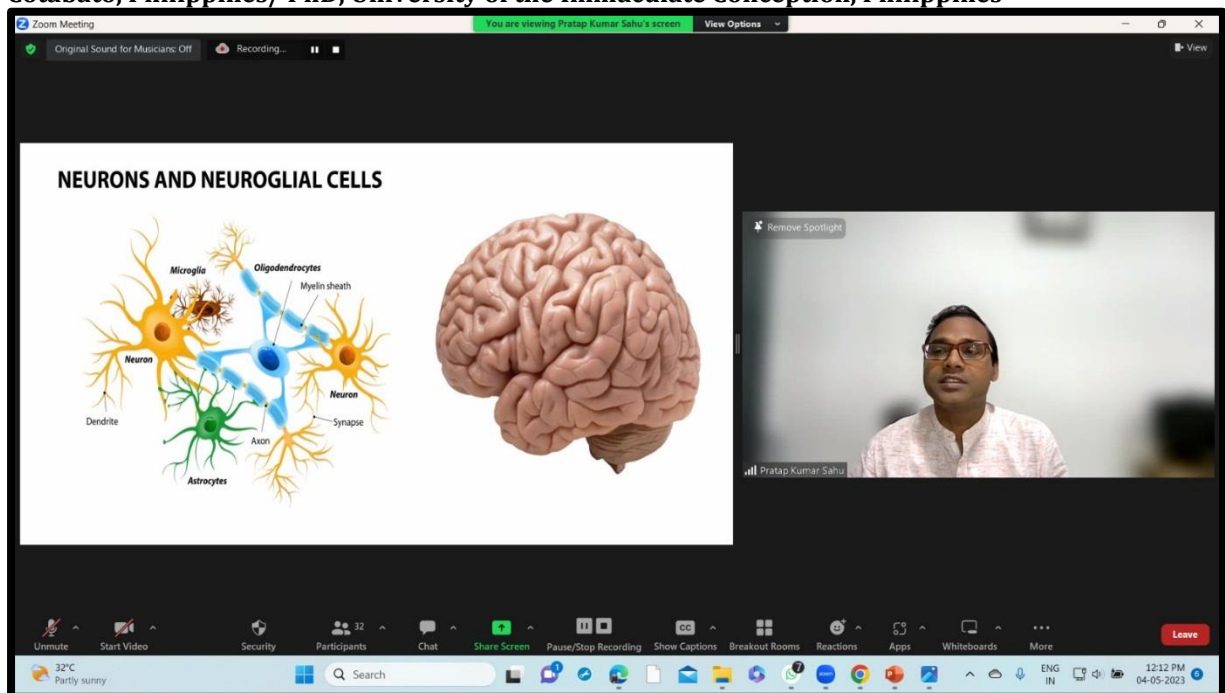 Cotabato, Philippines/ PhD, University of the Immaculate Conception, Philippines
Zoom Meeting
You are viewing Pratap Kumar Sahu's screen
View Options
Original Sound for Musicians: Off
Recording...
View
NEURONS AND NEUROGLIAL CELLS
Microglia
Oligodendrocytes
Myelin sheath
Neuron
Neuron
Dendrite
Synapse
Axon
Astrocytes
Remove Spotlight
Pratap Kumar Sahu
Unmute
Start Video
Security
32
Participants
Chat
Share Screen
Pause/Stop Recording
CC
Show Captions
Breakout Rooms
Reactions
Apps
Whiteboards
More
Leave
32°C
Partly sunny
Search
7
ENG
IN
12:12 PM
04-05-2023
6